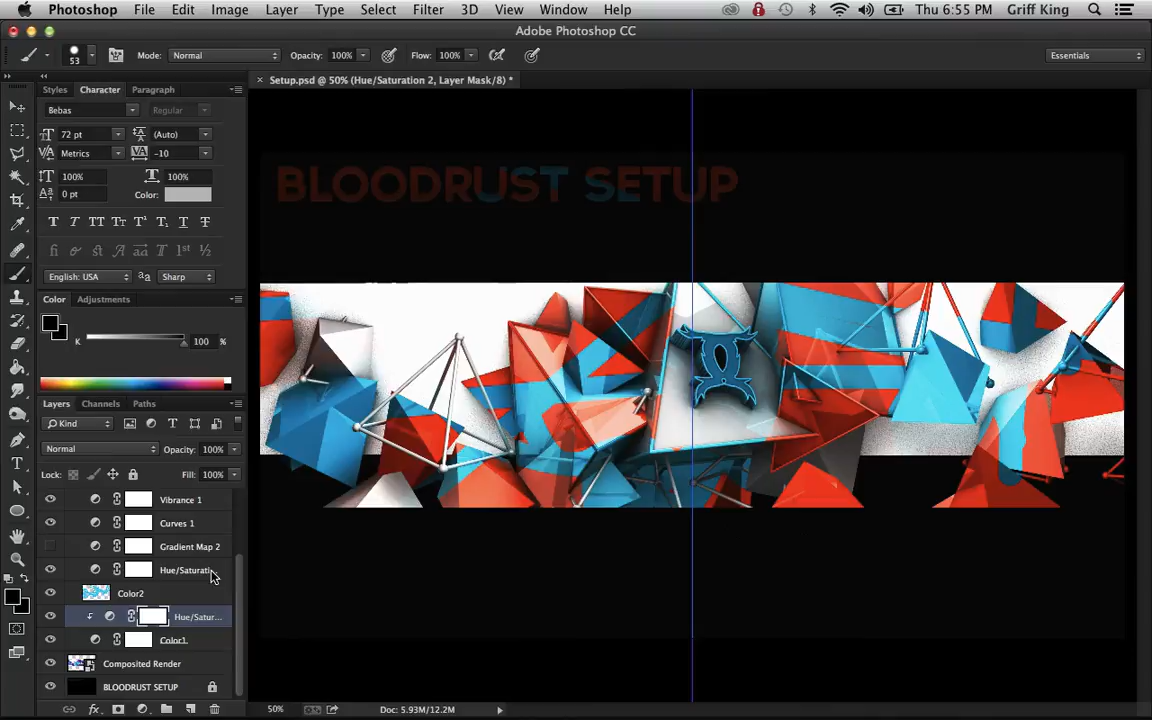 Photoshop File Edit Image Layer Type Select Filter 3D View Window Help Thu 6:55 PM Griff King
Adobe Photoshop CC
53 Mode: Normal Opacity: 100% Flow: 100% Essentials
Setup.psd @ 50% (Hue/Saturation 2, Layer Mask/8) *
Styles Character Paragraph
Bebas Regular
72 pt (Auto)
Metrics -10
100% 100%
0 pt Color:
English: USA aa Sharp
Color Adjustments
K 100 %
Layers Channels Paths
Kind
Normal Opacity: 100%
Lock: Fill: 100%
Vibrance 1
Curves 1
Gradient Map 2
Hue/Saturati...
Color2
Hue/Satur...
Color1
Composited Render
BLOODRUST SETUP
BLOODRUST SETUP
50% Doc: 5.93M/12.2M